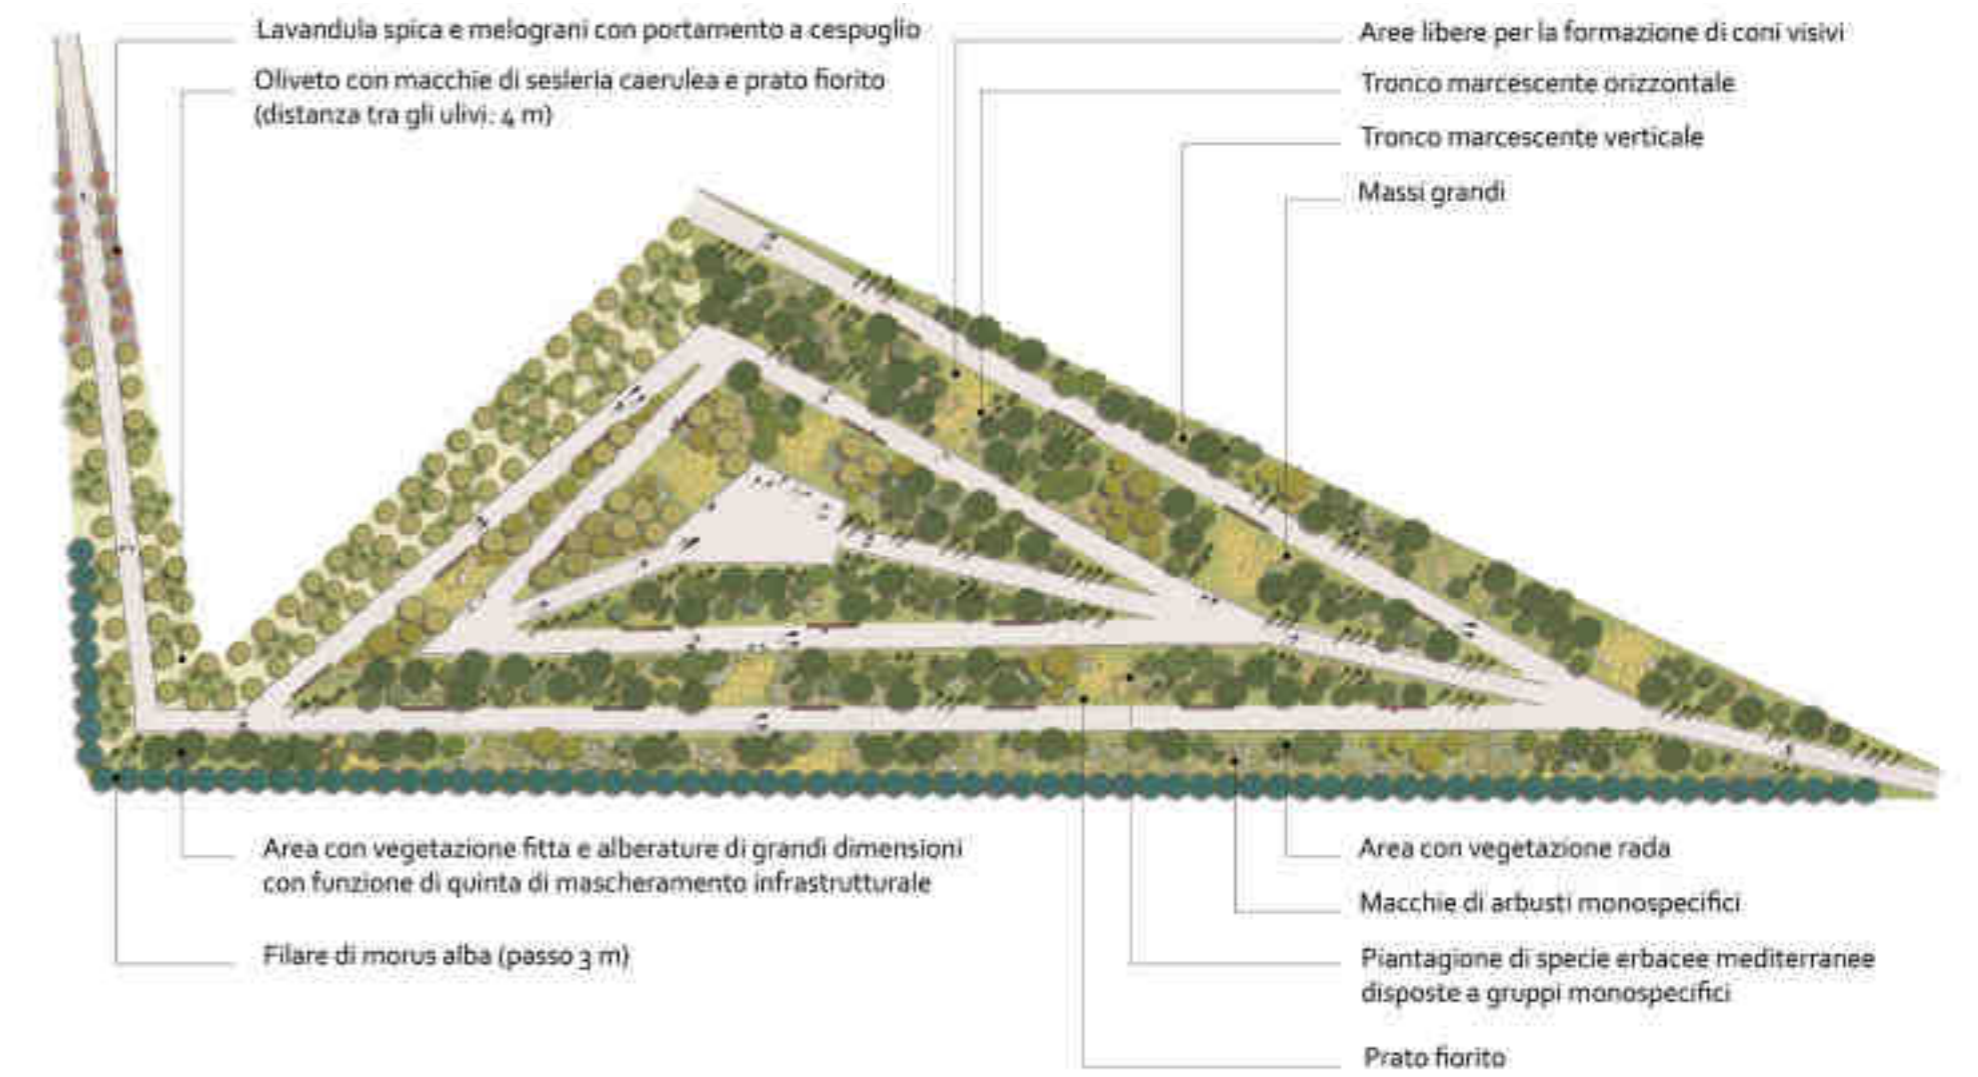 Lavandula spica e melograni con portamento a cespuglio
Oliveto con macchie di sesleria caerulea e prato fiorito
(distanza tra gli ulivi: 4 m)
Aree libere per la formazione di coni visivi
Tronco marcescente orizzontale
Tronco marcescente verticale
Massi grandi
Area con vegetazione fitta e alberature di grandi dimensioni
con funzione di quinta di mascheramento infrastrutturale
Filare di morus alba (passo 3 m)
Area con vegetazione rada
Macchie di arbusti monospecifici
Piantagione di specie erbacee mediterranee
disposte a gruppi monospecifici
Prato fiorito